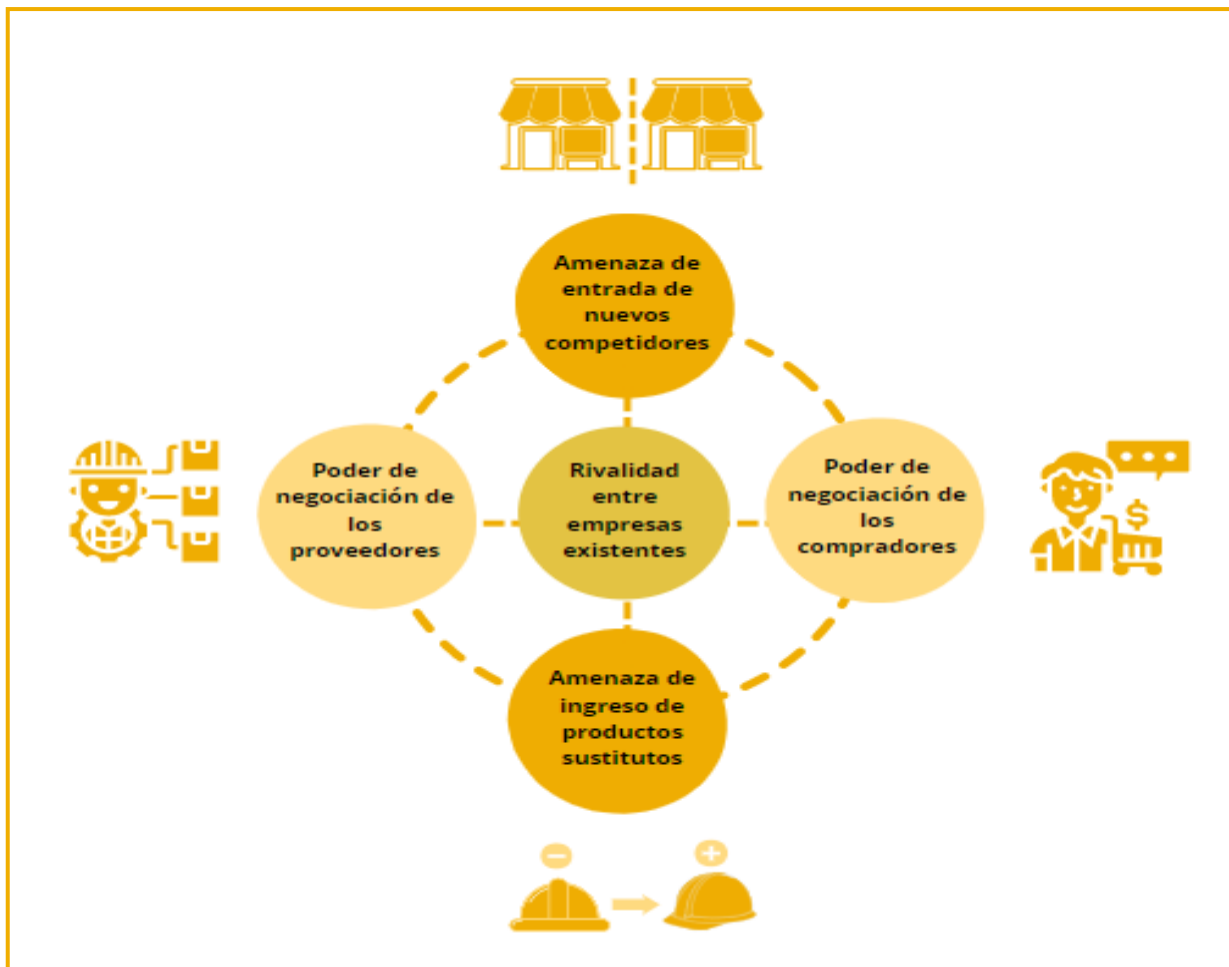 Amenaza de
entrada de
nuevos
competidores
Poder de
negociación de
los
proveedores
Rivalidad
entre
empresas
existentes
Poder de
negociación de
los
compradores
$
Amenaza de
ingreso de
productos
sustitutos